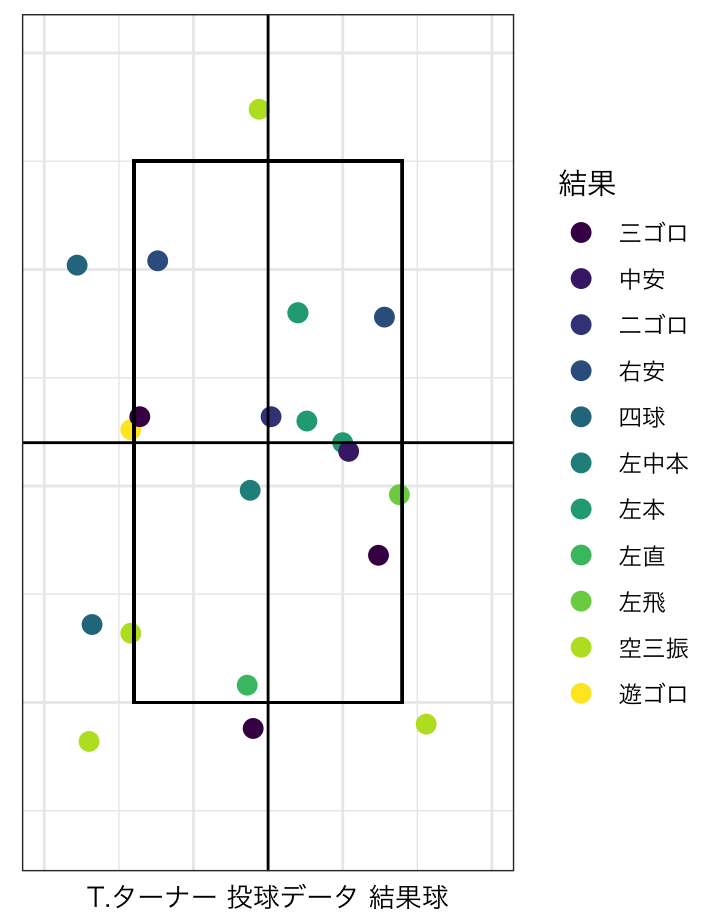 結果
三ゴロ
中安
二ゴロ
右安
四球
左中本
左本
左直
左飛
空三振
遊ゴロ
T.ターナー 投球データ 結果球